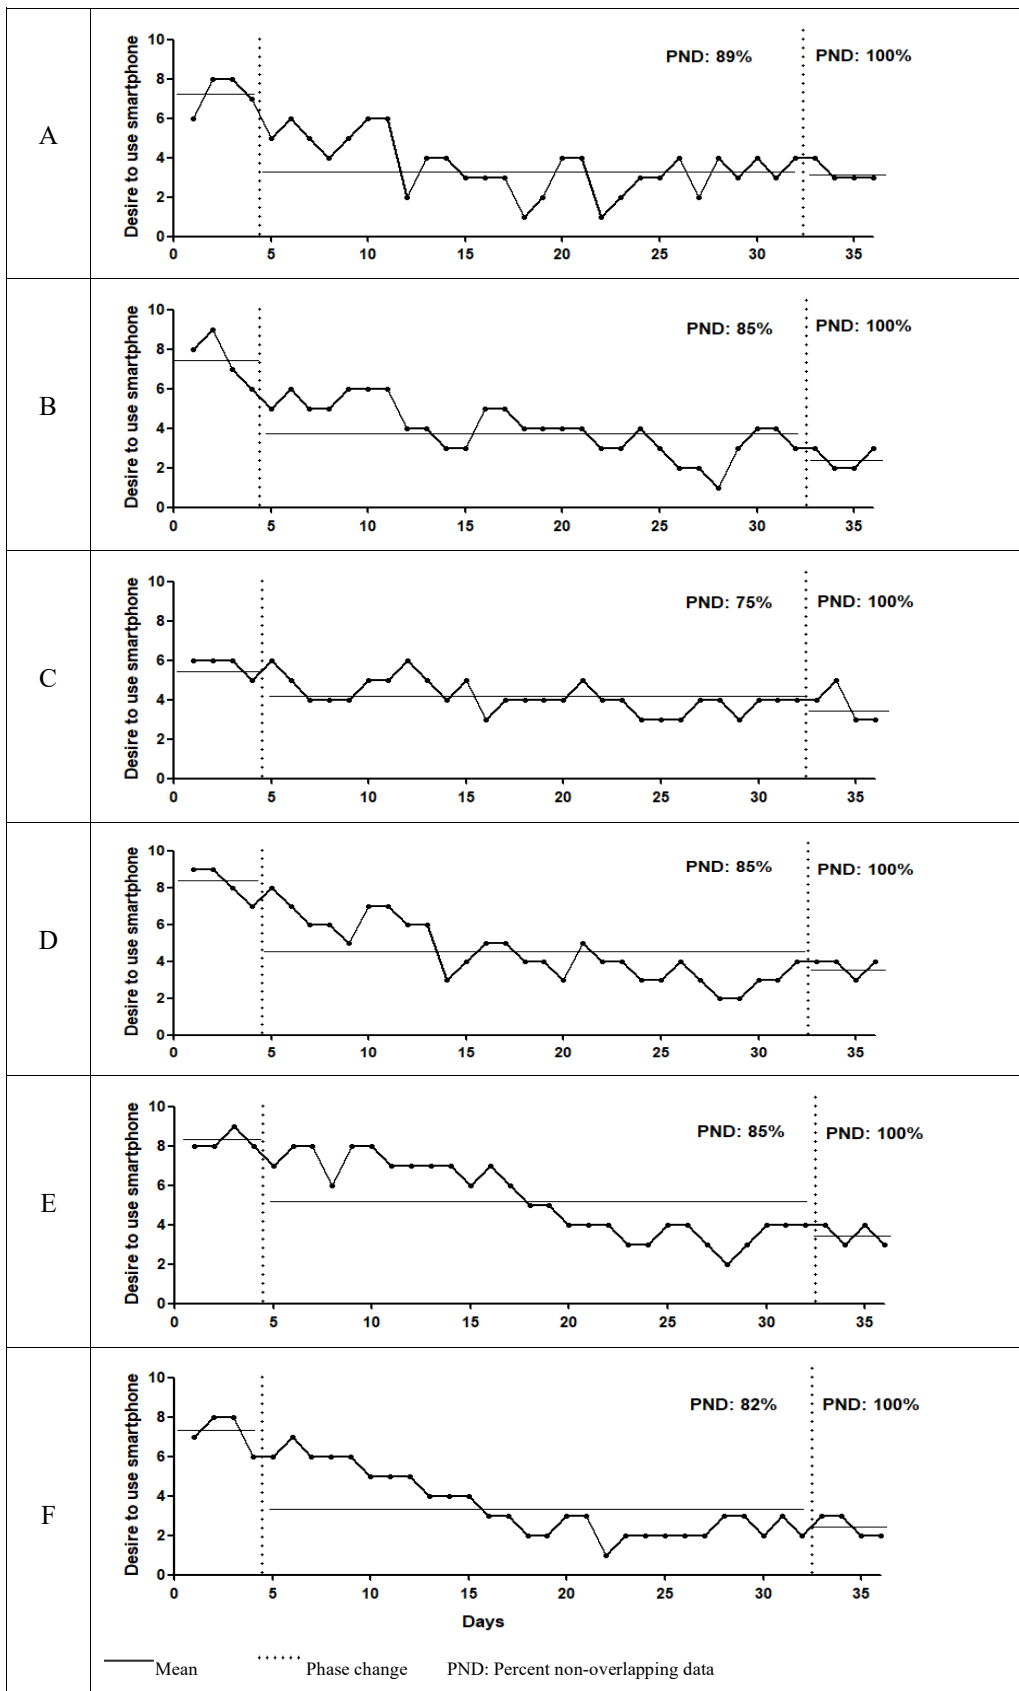 A
Desire to use smartphone
10
8
6
4
2
0
PND: 89%
PND: 100%
0 5 10 15 20 25 30 35
B
Desire to use smartphone
10
8
6
4
2
0
PND: 85%
PND: 100%
0 5 10 15 20 25 30 35
C
Desire to use smartphone
10
8
6
4
2
0
PND: 75%
PND: 100%
0 5 10 15 20 25 30 35
D
Desire to use smartphone
10
8
6
4
2
0
PND: 85%
PND: 100%
0 5 10 15 20 25 30 35
E
Desire to use smartphone
10
8
6
4
2
0
PND: 85%
PND: 100%
0 5 10 15 20 25 30 35
F
Desire to use smartphone
10
8
6
4
2
0
PND: 82%
PND: 100%
0 5 10 15 20 25 30 35
Days
Mean Phase change PND: Percent non-overlapping data